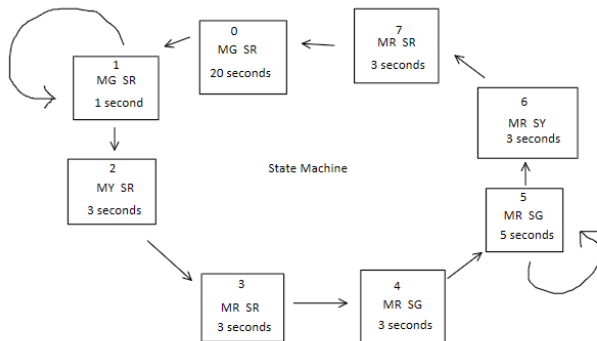 0
MG SR
20 seconds
7
MR SR
3 seconds
1
MG SR
1 second
6
MR SY
3 seconds
2
MY SR
3 seconds
State Machine
5
MR SG
5 seconds
3
MR SR
3 seconds
4
MR SG
3 seconds